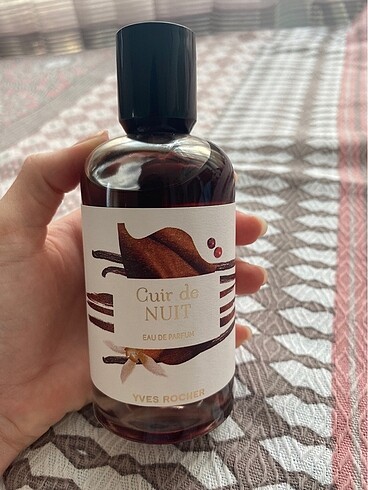 Cuir de
NUIT
EAU DE PARFUM
YVES ROCHER